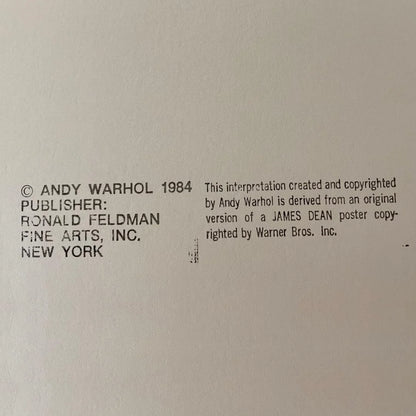 © ANDY WARHOL 1984
PUBLISHER:
RONALD FELDMAN
FINE ARTS, INC.
NEW YORK
This interpretation created and copyrighted
by Andy Warhol is derived from an original
version of a JAMES DEAN poster copy-
righted by Warner Bros. Inc.